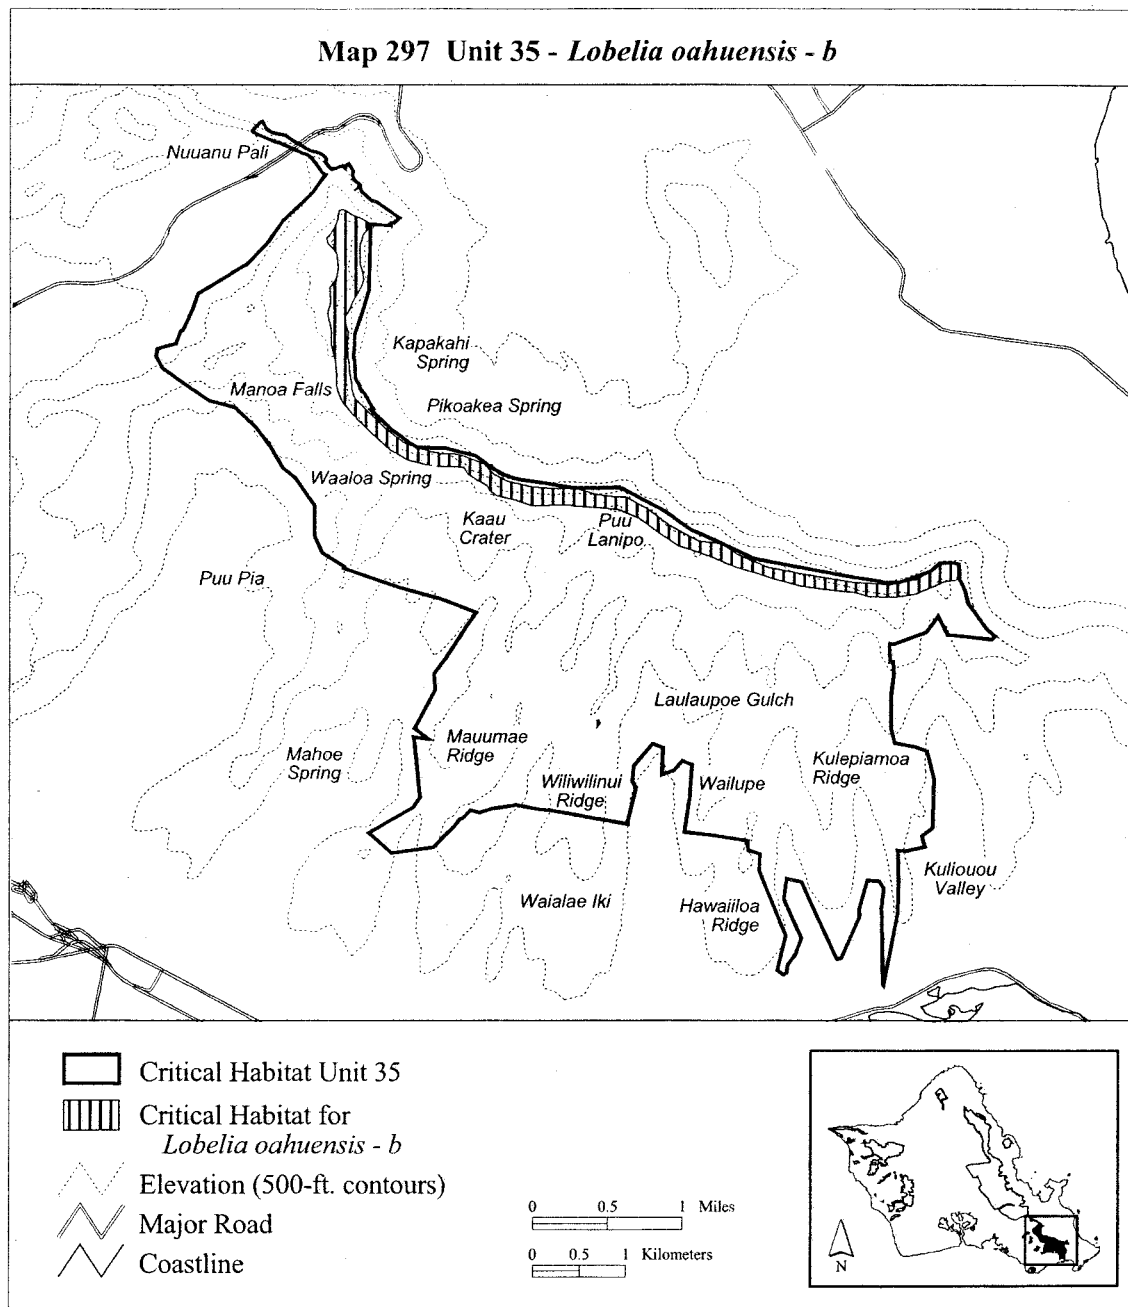 Map 297 Unit 35 - Lobelia oahuensis - b
Nuuanu Pali
Kapakahi
Spring
Manoa Falls
Pikoakea Spring
Waaloa Spring
Kaau
Crater
Puu
Lanipo
Puu Pia
Laulaupoe Gulch
Mauumae
Ridge
Mahoe
Spring
Kulepiamoa
Ridge
Wiliwilinui
Ridge
Wailupe
Kuliouou
Valley
Waialae Iki
Hawaiiloa
Ridge
Critical Habitat Unit 35
Critical Habitat for
Lobelia oahuensis - b
Elevation (500-ft. contours)
Major Road
Coastline
0 0.5 1 Miles
0 0.5 1 Kilometers
N